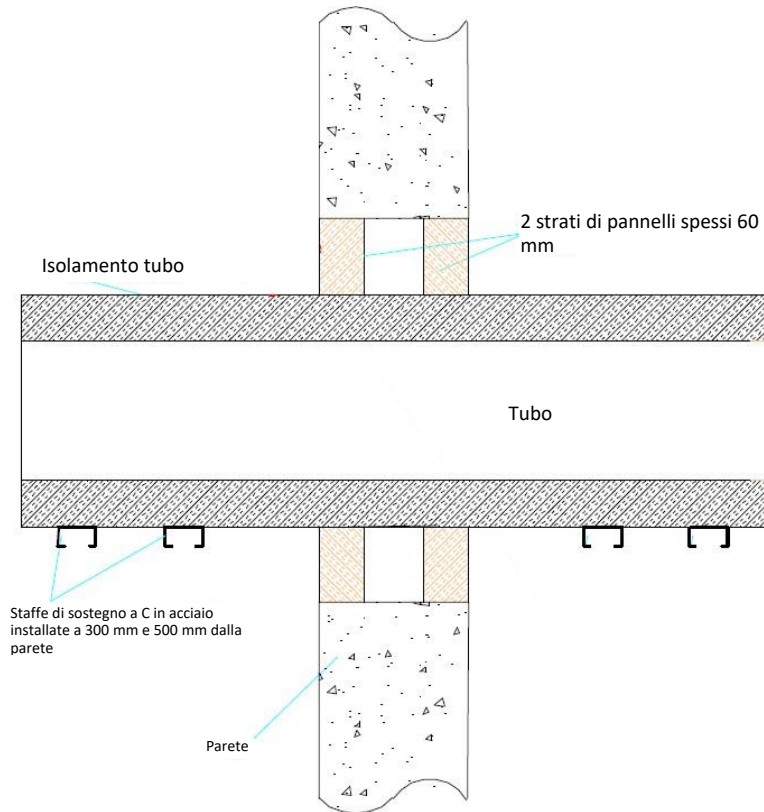 2 strati di pannelli spessi 60
mm
Isolamento tubo
Tubo
Staffe di sostegno a C in acciaio
installate a 300 mm e 500 mm dalla
parete
Parete